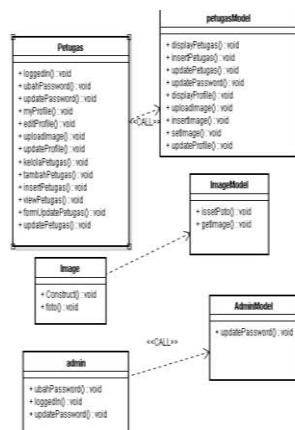 petugasModel
+ displayPetugas() : void
+ insertPetugas() : void
+ updatePetugas() : void
+ updatePassword() : void
+ displayProfile() : void
+ uploadImage() : void
+ insertImage() : void
+ setImage() : void
+ updateProfile() : void
Petugas
+ loggedIn() : void
+ ubahPassword() : void
+ updatePassword() : void
+ myProfile() : void
+ editProfile() : void
+ uploadImage() : void
+ updateProfile() : void
+ kelolaPetugas() : void
+ tambahPetugas() : void
+ insertPetugas() : void
+ viewPetugas() : void
+ formUpdatePetugas() : void
+ updatePetugas() : void
<<CALL>>
ImageModel
+ issetPoto() : void
+ getImage() : void
Image
+ Construct() : void
+ foto() : void
AdminModel
+ updatePassword() : void
<<CALL>>
admin
+ ubahPassword() : void
+ loggedIn() : void
+ updatePassword() : void